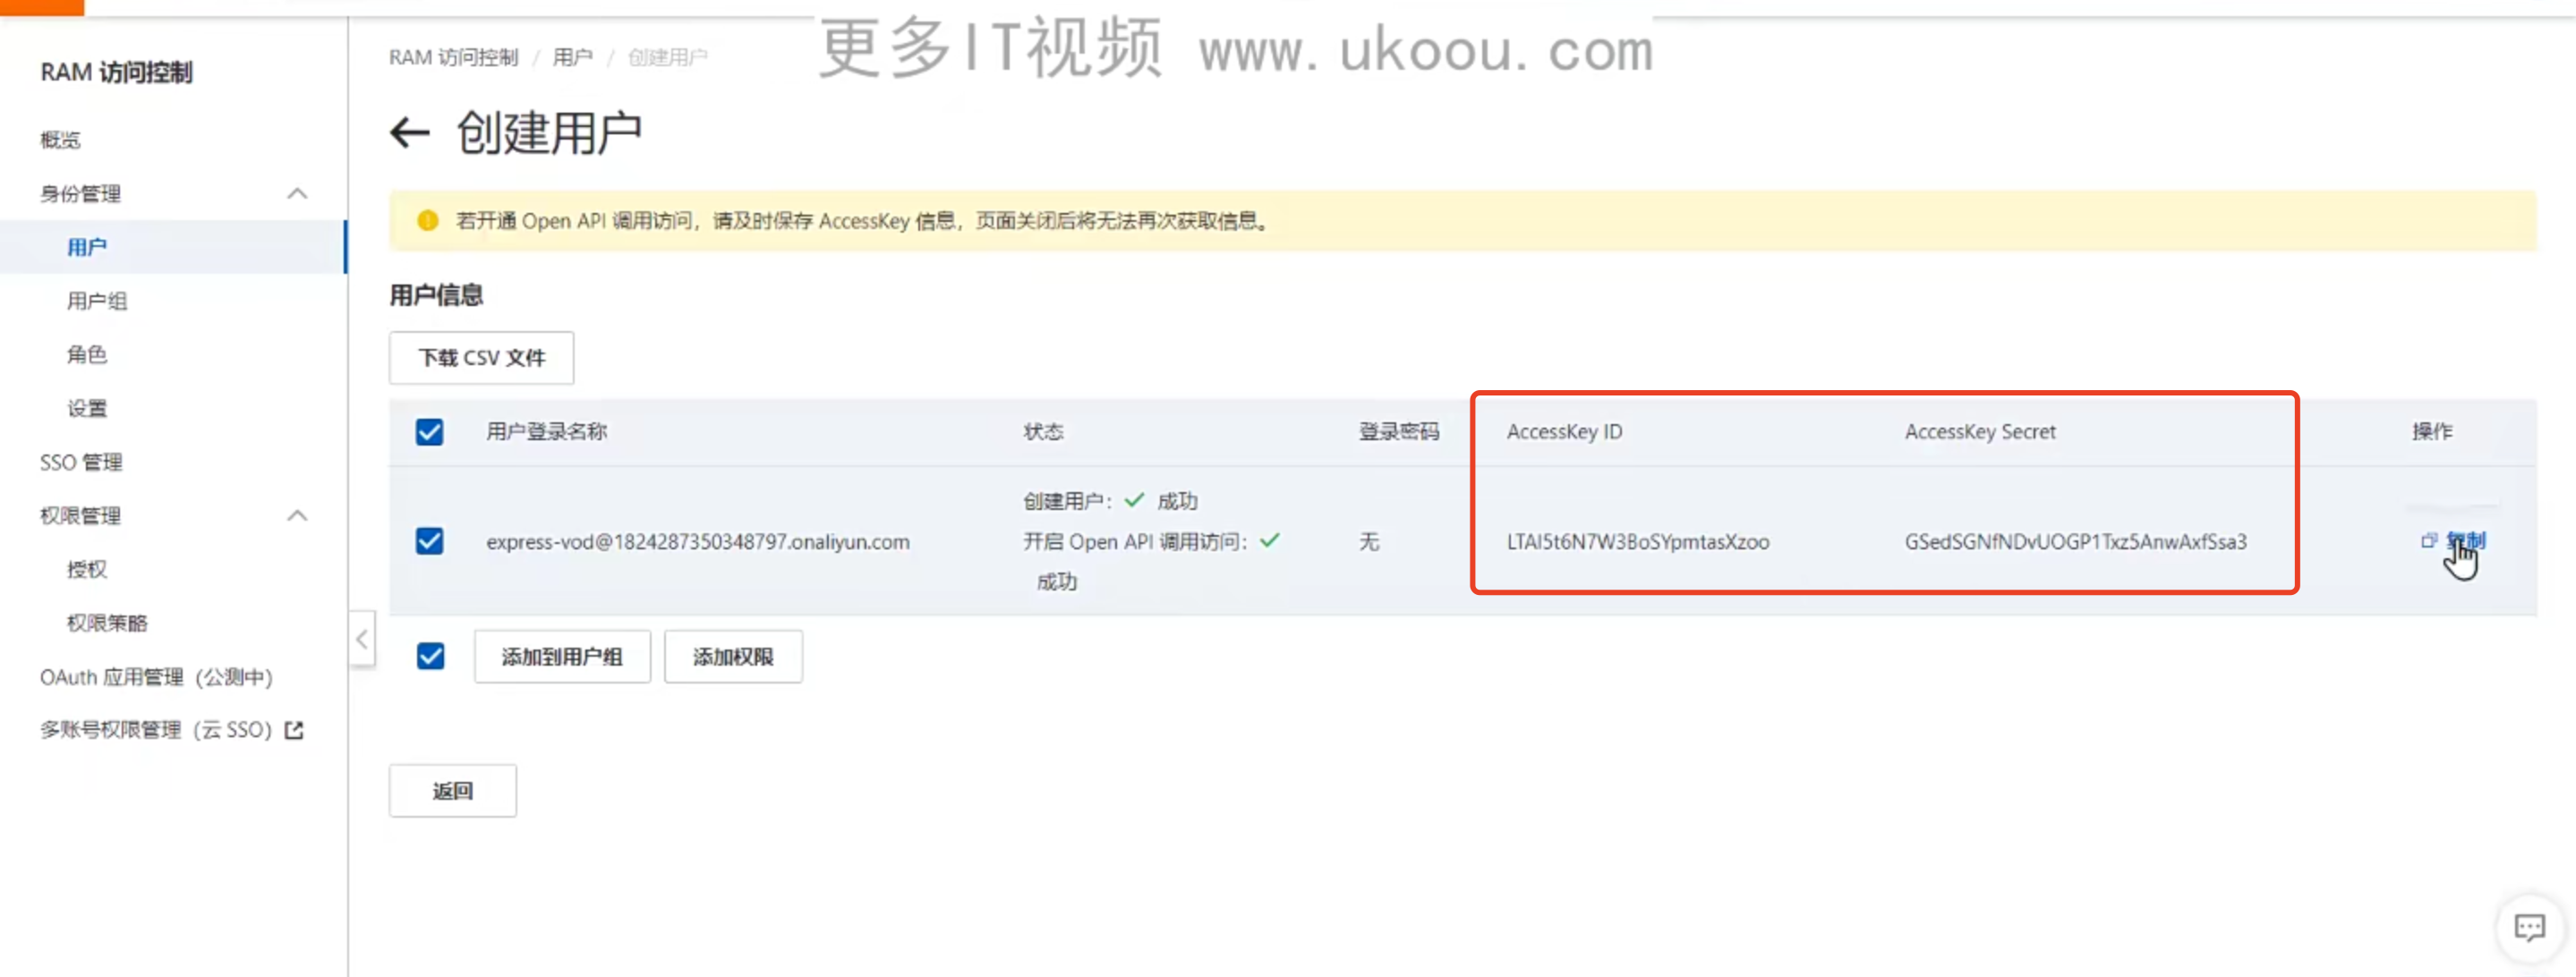 更多IT视频 www.ukoou.com
RAM 访问控制
概览
身份管理
用户
用户组
角色
设置
SSO 管理
权限管理
授权
权限策略
OAuth 应用管理（公测中）
多账号权限管理（云 SSO）
RAM 访问控制 / 用户 / 创建用户
← 创建用户
若开通 Open API 调用访问，请及时保存 AccessKey 信息，页面关闭后将无法再次获取信息。
用户信息
下载 CSV 文件
用户登录名称 状态 登录密码 AccessKey ID AccessKey Secret 操作
创建用户： 成功
express-vod@1824287350348797.onaliyun.com 开启 Open API 调用访问： 无 LTAI5t6N7W3BoSYpmtasXzoo GSedSGNfNDvUOGP1Txz5AnwAxfSsa3 复制
成功
添加到用户组 添加权限
返回